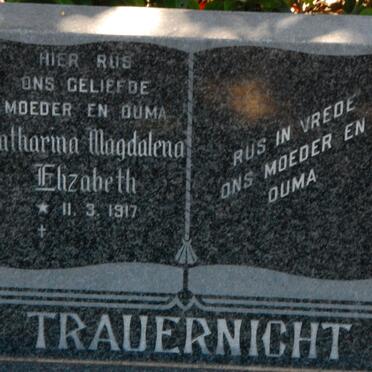 HIER RUS
ONS GELIEFDE
MOEDER EN OUMA
atharina Magdalena
Elizabeth
* 11. 3. 1917
†
RUS IN VREDE
ONS MOEDER EN
OUMA
TRAUERNICHT